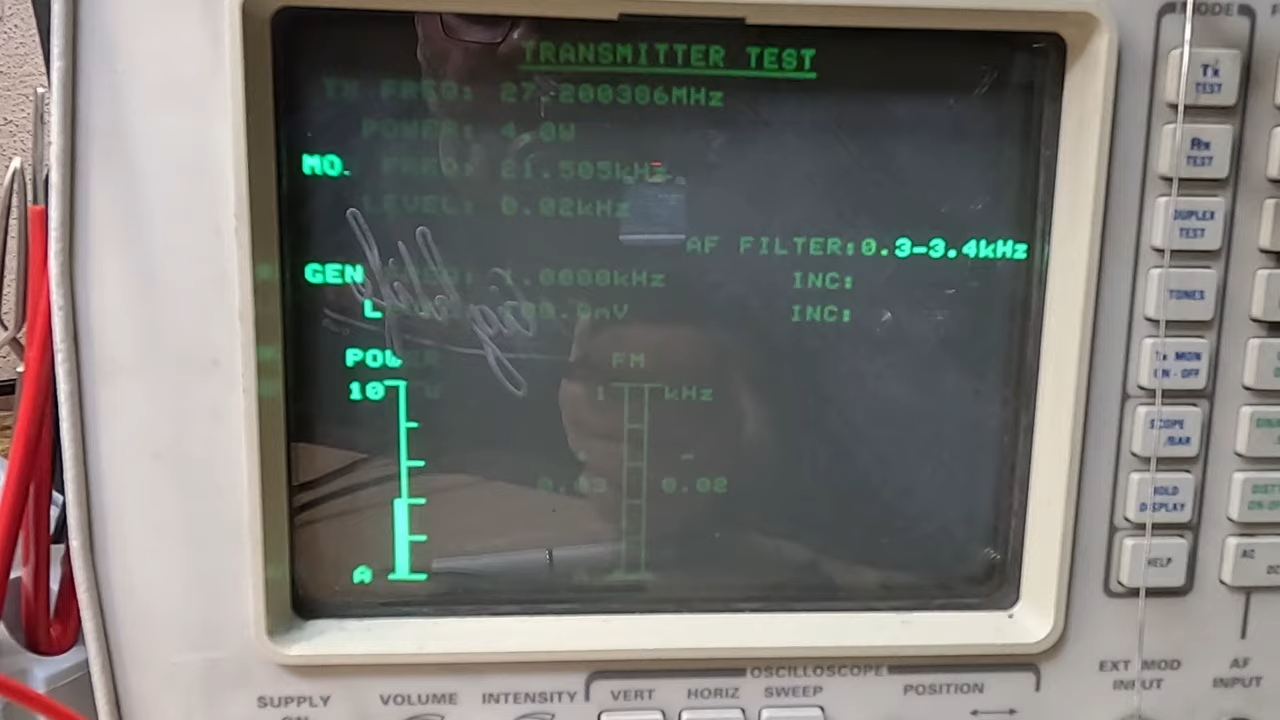 TRANSMITTER TEST
TX FREQ: 27.200386MHz
POWER: 4.0W
MO. FREQ: 21.505kHz
LEVEL: 0.02kHz
AF FILTER:0.3-3.4kHz
GEN 1.0000kHz INC:
L 00.0mV INC:
POWER FM
10 W 1 kHz
0.03 0.02
A
MODE
Tx TEST
Rx TEST
DUPLEX TEST
TONES
Tx MON ON-OFF
SCOPE /BAR
HOLD DISPLAY
HELP
AC
SUPPLY
ON
VOLUME
INTENSITY
OSCILLOSCOPE
VERT
HORIZ
SWEEP
POSITION
EXT MOD INPUT
AF INPUT